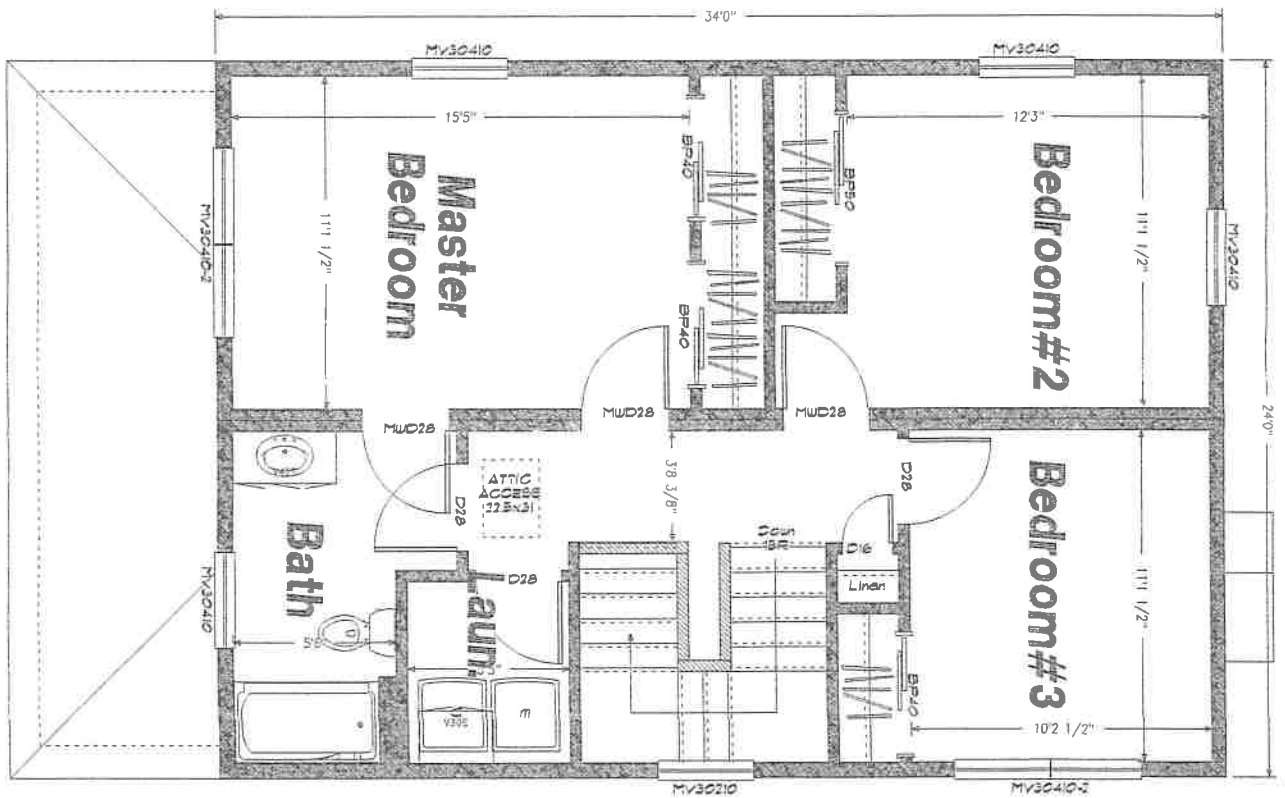 34'0"
MV30410
MV30410
15'5"
12'3"
Master
Bedroom
11'1 1/2"
BP40
BP50
Bedroom#2
11'1 1/2"
MV30410-2
MV30410
BP40
MWD28
MWD28
MWD28
24'0"
ATTIC
ACCESS
22.5x31
3'8 3/8"
D28
D28
Bedroom#3
Down
D16
Linen
Bath
D28
11'1 1/2"
MV30410
BP40
10'2 1/2"
MV30210
MV30410-2